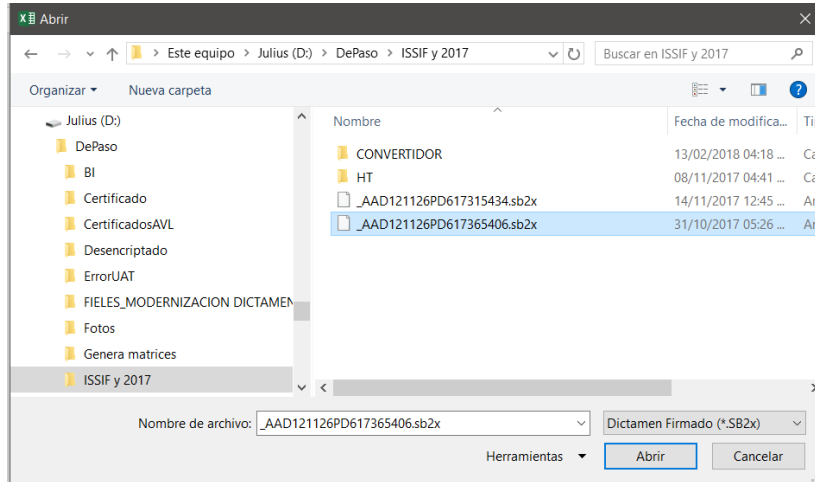 Abrir
Este equipo > Julius (D:) > DePaso > ISSIF y 2017
Buscar en ISSIF y 2017
Organizar
Nueva carpeta
Julius (D:)
DePaso
BI
Certificado
CertificadosAVL
Desencriptado
ErrorUAT
FIELES_MODERNIZACION DICTAMEN
Fotos
Genera matrices
ISSIF y 2017
Nombre Fecha de modifica...
CONVERTIDOR 13/02/2018 04:18 ...
HT 08/11/2017 04:41 ...
_AAD121126PD617315434.sb2x 14/11/2017 12:45 ...
_AAD121126PD617365406.sb2x 31/10/2017 05:26 ...
Nombre de archivo: _AAD121126PD617365406.sb2x Dictamen Firmado (*.SB2x)
Herramientas Abrir Cancelar